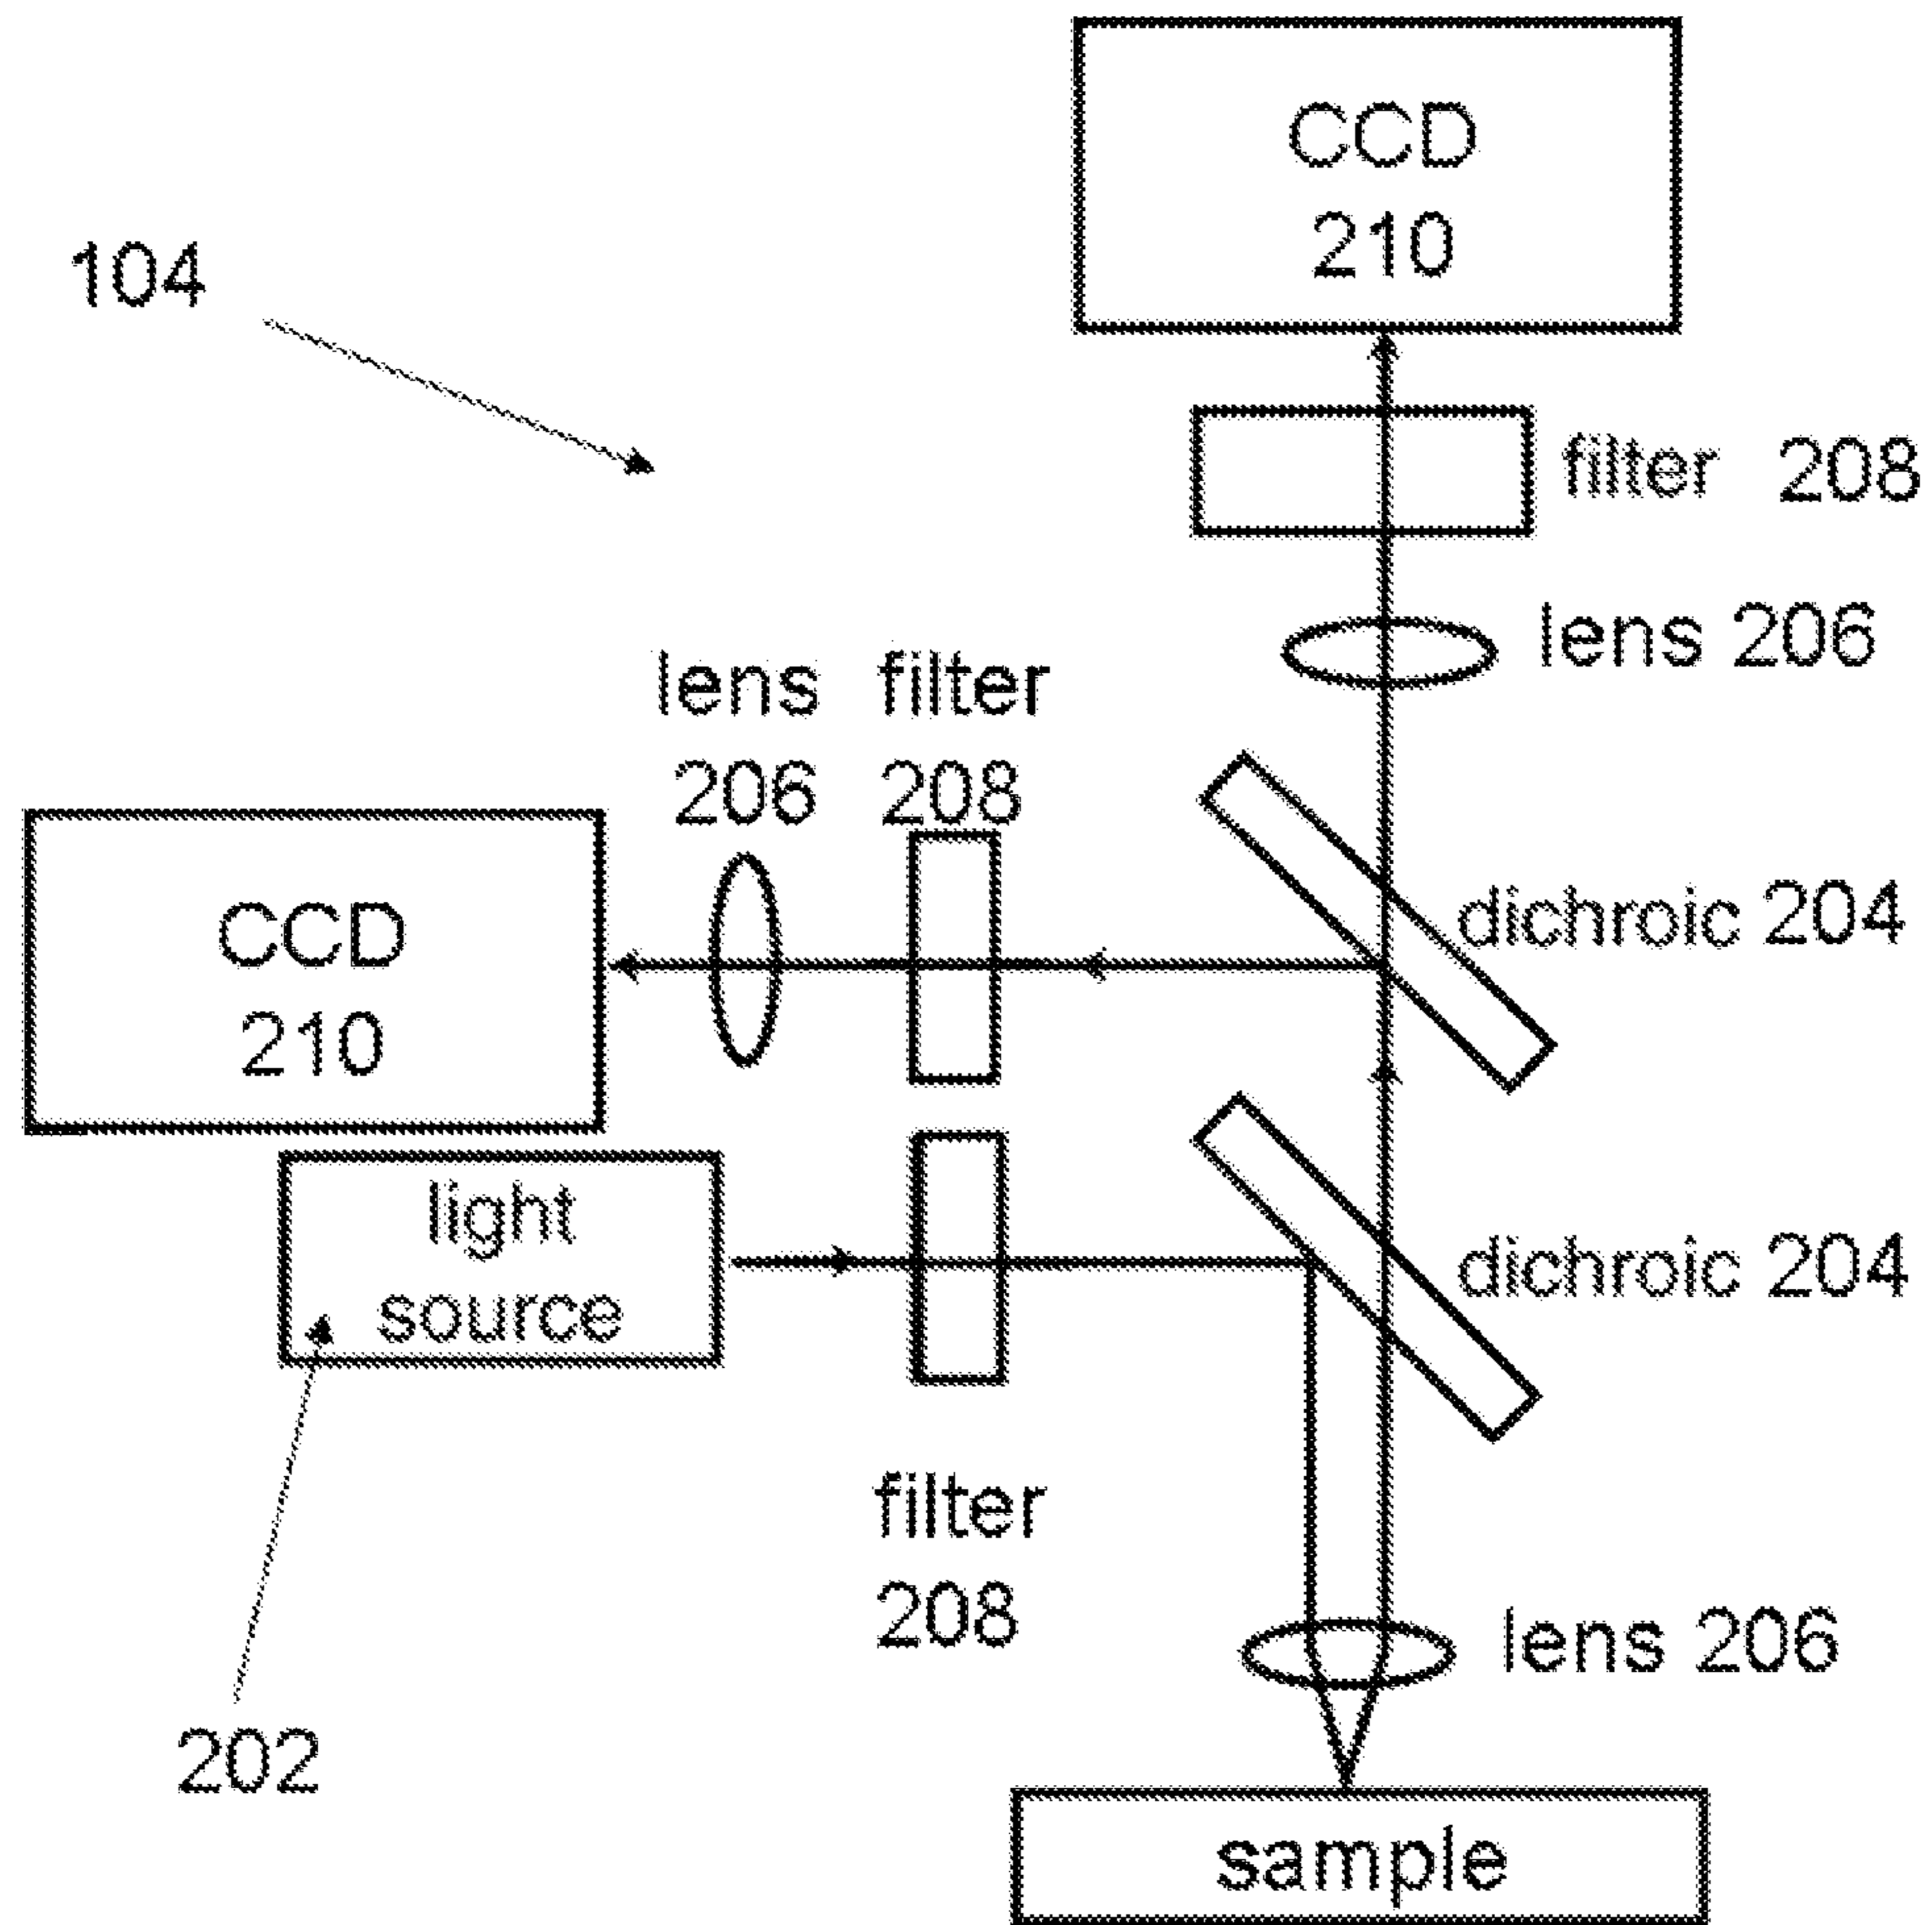 CCD
210
104
filter 208
lens 206
lens filter
206 208
CCD
210
dichroic 204
light
source
dichroic 204
filter
208
lens 206
202
sample